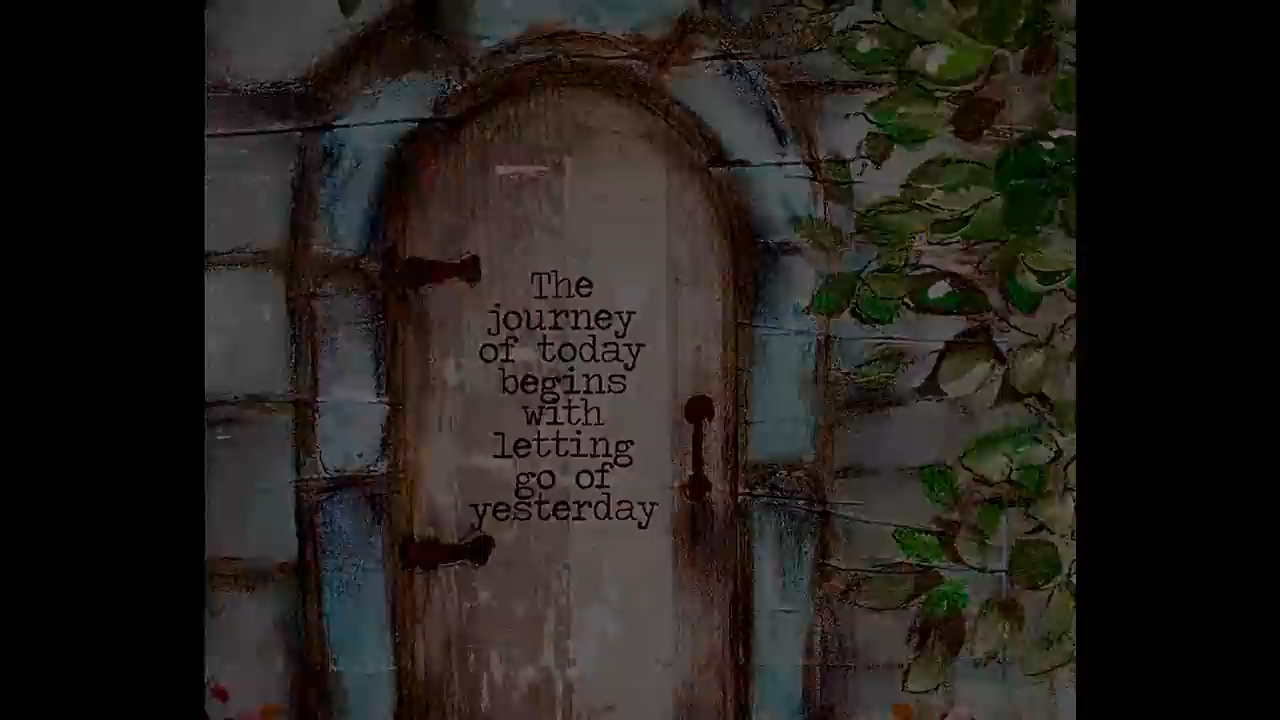 The
journey
of today
begins
with
letting
go of
yesterday